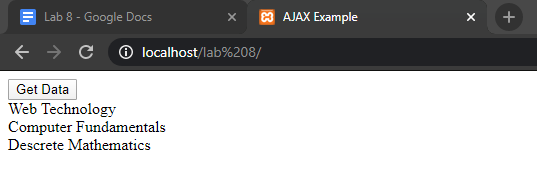 Lab 8 - Google Docs
AJAX Example
localhost/lab%208/
Get Data
Web Technology
Computer Fundamentals
Descrete Mathematics